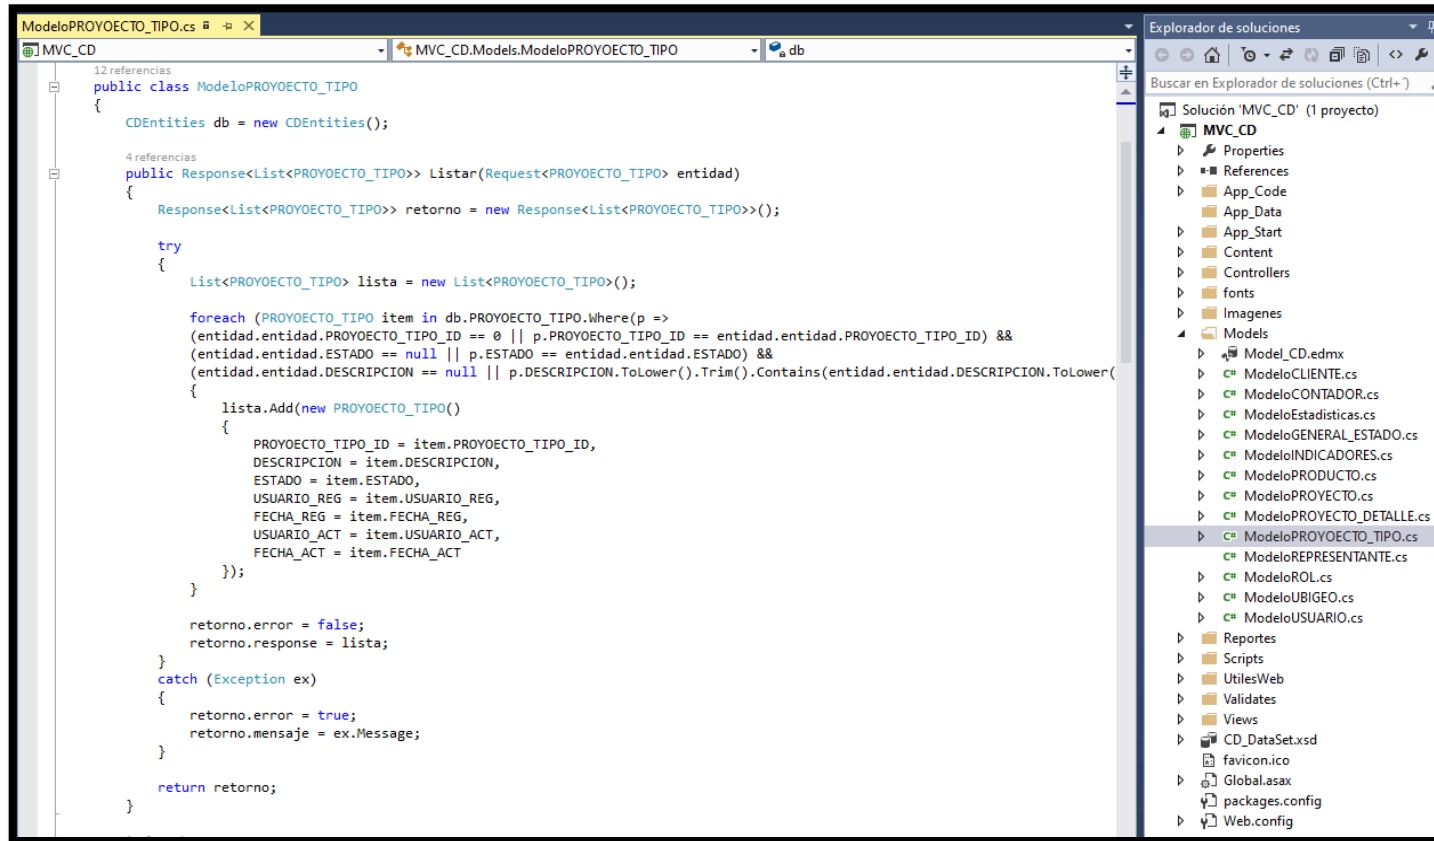 ModeloPROYOECTO_TIPO.cs
MVC_CD
MVC_CD.Models.ModeloPROYOECTO_TIPO
db
12 referencias
public class ModeloPROYOECTO_TIPO
{
CDEntities db = new CDEntities();
4 referencias
public Response<List<PROYOECTO_TIPO>> Listar(Request<PROYOECTO_TIPO> entidad)
{
Response<List<PROYOECTO_TIPO>> retorno = new Response<List<PROYOECTO_TIPO>>();
try
{
List<PROYOECTO_TIPO> lista = new List<PROYOECTO_TIPO>();
foreach (PROYOECTO_TIPO item in db.PROYOECTO_TIPO.Where(p =>
(entidad.entidad.PROYOECTO_TIPO_ID == 0 || p.PROYOECTO_TIPO_ID == entidad.entidad.PROYOECTO_TIPO_ID) &&
(entidad.entidad.ESTADO == null || p.ESTADO == entidad.entidad.ESTADO) &&
(entidad.entidad.DESCRIPCION == null || p.DESCRIPCION.ToLower().Trim().Contains(entidad.entidad.DESCRIPCION.ToLower(
{
lista.Add(new PROYOECTO_TIPO()
{
PROYOECTO_TIPO_ID = item.PROYOECTO_TIPO_ID,
DESCRIPCION = item.DESCRIPCION,
ESTADO = item.ESTADO,
USUARIO_REG = item.USUARIO_REG,
FECHA_REG = item.FECHA_REG,
USUARIO_ACT = item.USUARIO_ACT,
FECHA_ACT = item.FECHA_ACT
});
}
retorno.error = false;
retorno.response = lista;
}
catch (Exception ex)
{
retorno.error = true;
retorno.mensaje = ex.Message;
}
return retorno;
}
Explorador de soluciones
Buscar en Explorador de soluciones (Ctrl+´)
Solución 'MVC_CD' (1 proyecto)
MVC_CD
Properties
References
App_Code
App_Data
App_Start
Content
Controllers
fonts
Imagenes
Models
Model_CD.edmx
C# ModeloCLIENTE.cs
C# ModeloCONTADOR.cs
C# ModeloEstadisticas.cs
C# ModeloGENERAL_ESTADO.cs
C# ModeloINDICADORES.cs
C# ModeloPRODUCTO.cs
C# ModeloPROYECTO.cs
C# ModeloPROYECTO_DETALLE.cs
C# ModeloPROYOECTO_TIPO.cs
C# ModeloREPRESENTANTE.cs
C# ModeloROL.cs
C# ModeloUBIGEO.cs
C# ModeloUSUARIO.cs
Reportes
Scripts
UtilesWeb
Validates
Views
CD_DataSet.xsd
favicon.ico
Global.asax
packages.config
Web.config